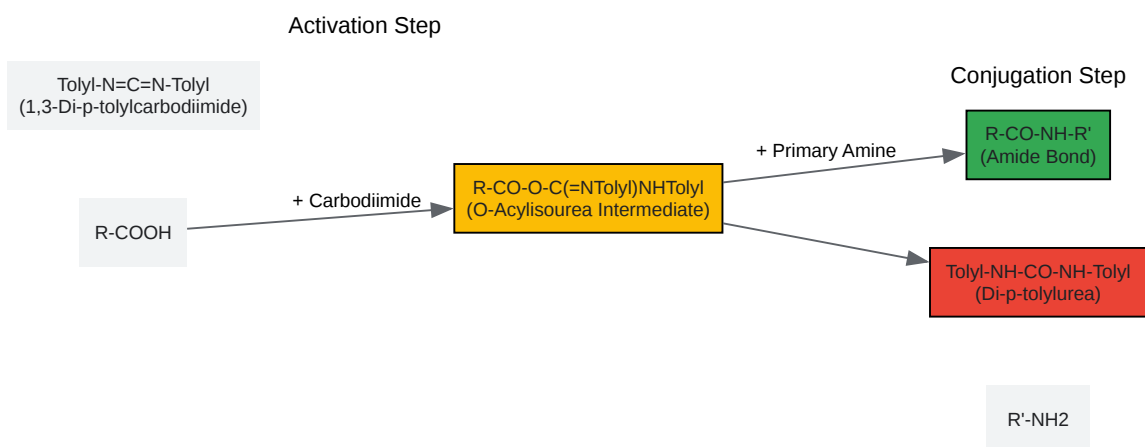 Activation Step
Tolyl-N=C=N-Tolyl
(1,3-Di-p-tolylcarbodiimide)
Conjugation Step
R-CO-NH-R'
(Amide Bond)
+ Primary Amine
R-CO-O-C(=NTolyl)NHTolyl
(O-Acylisourea Intermediate)
+ Carbodiimide
R-COOH
Tolyl-NH-CO-NH-Tolyl
(Di-p-tolylurea)
R'-NH2